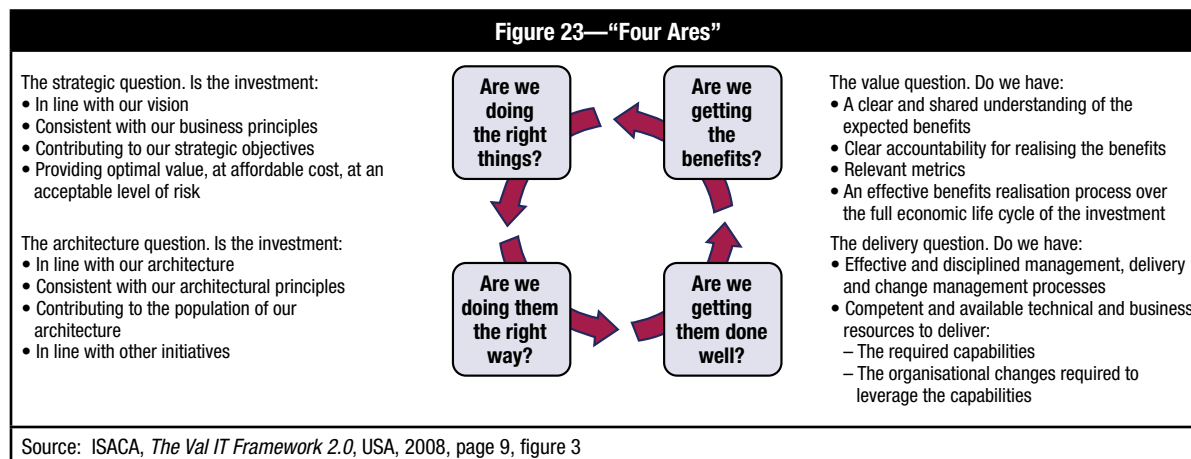 Figure 23—“Four Ares”
The strategic question. Is the investment:
• In line with our vision
• Consistent with our business principles
• Contributing to our strategic objectives
• Providing optimal value, at affordable cost, at an
acceptable level of risk
The architecture question. Is the investment:
• In line with our architecture
• Consistent with our architectural principles
• Contributing to the population of our
architecture
• In line with other initiatives
Are we
doing
the right
things?
Are we
getting
the
benefits?
Are we
doing them
the right
way?
Are we
getting
them done
well?
The value question. Do we have:
• A clear and shared understanding of the
expected benefits
• Clear accountability for realising the benefits
• Relevant metrics
• An effective benefits realisation process over
the full economic life cycle of the investment
The delivery question. Do we have:
• Effective and disciplined management, delivery
and change management processes
• Competent and available technical and business
resources to deliver:
– The required capabilities
– The organisational changes required to
leverage the capabilities
Source: ISACA, The Val IT Framework 2.0, USA, 2008, page 9, figure 3